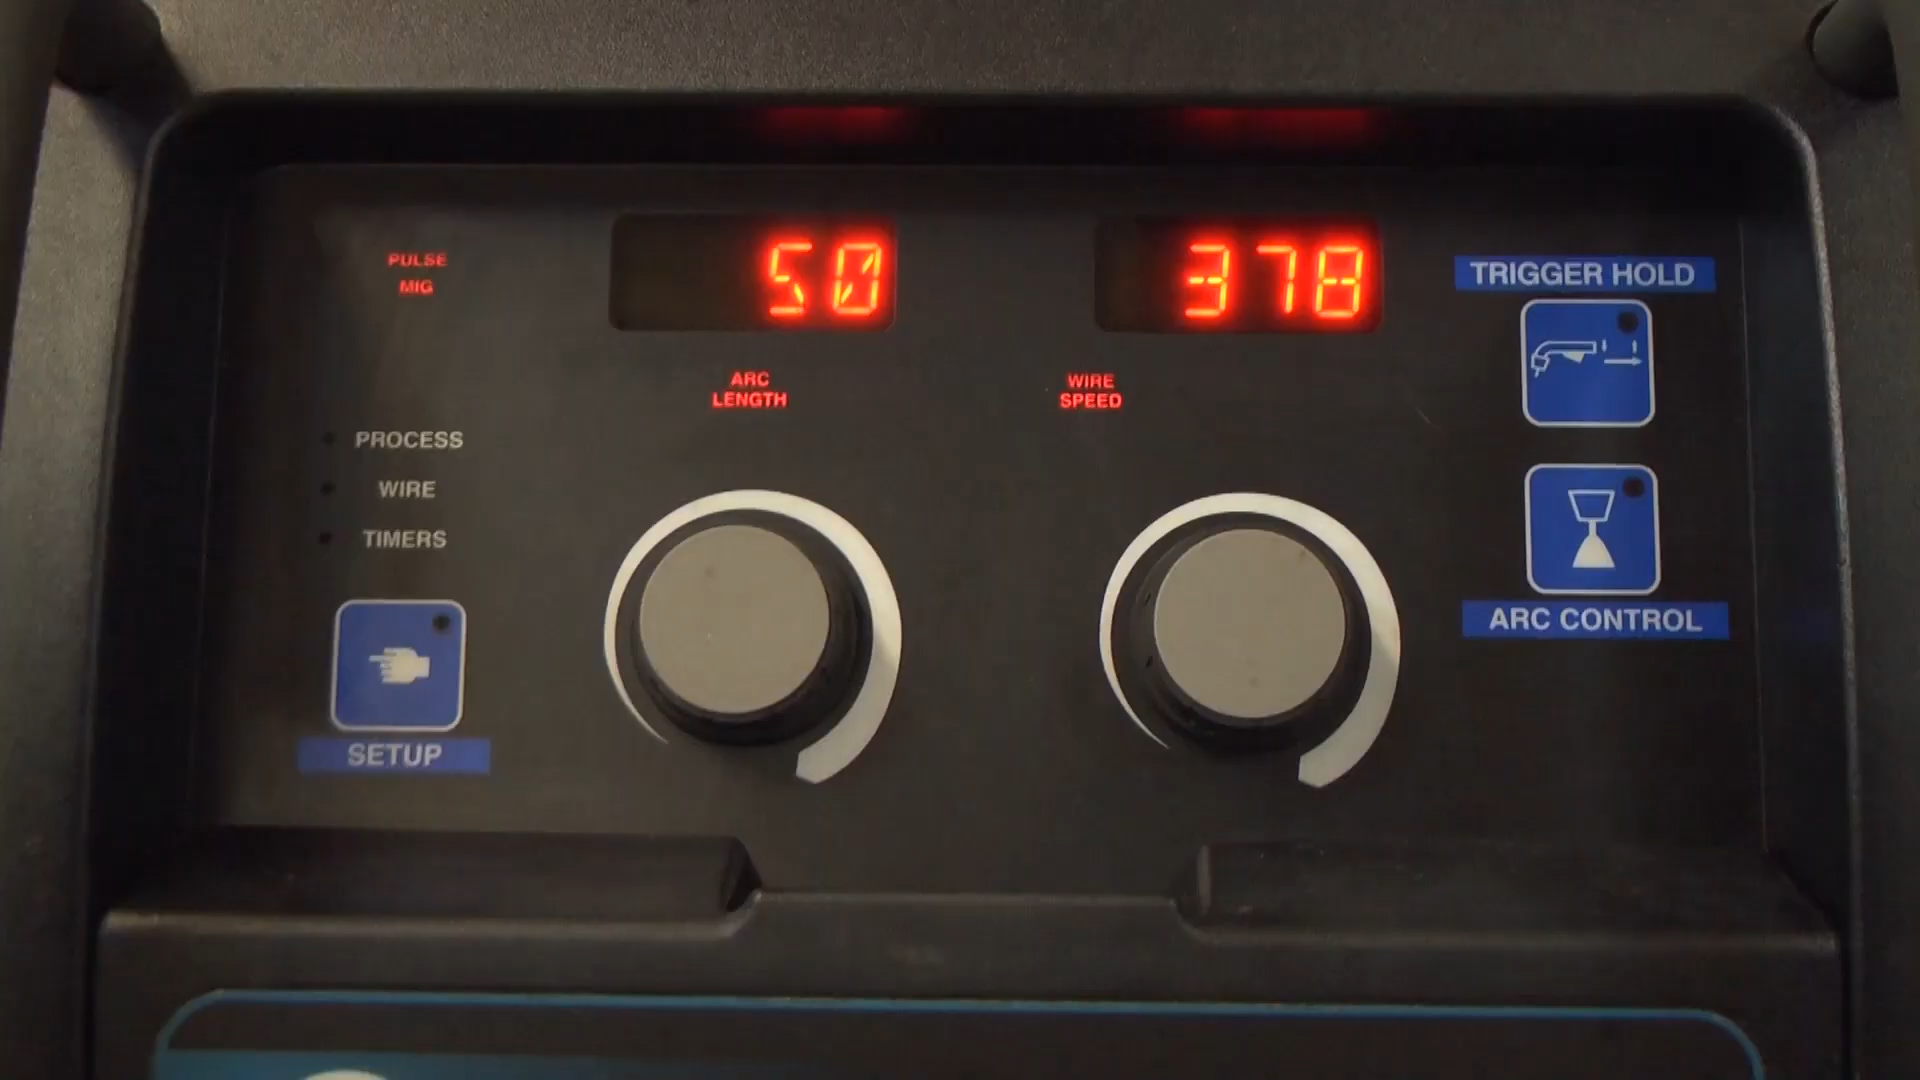 PULSE
MIG
50
378
ARC
LENGTH
WIRE
SPEED
TRIGGER HOLD
PROCESS
WIRE
TIMERS
SETUP
ARC CONTROL